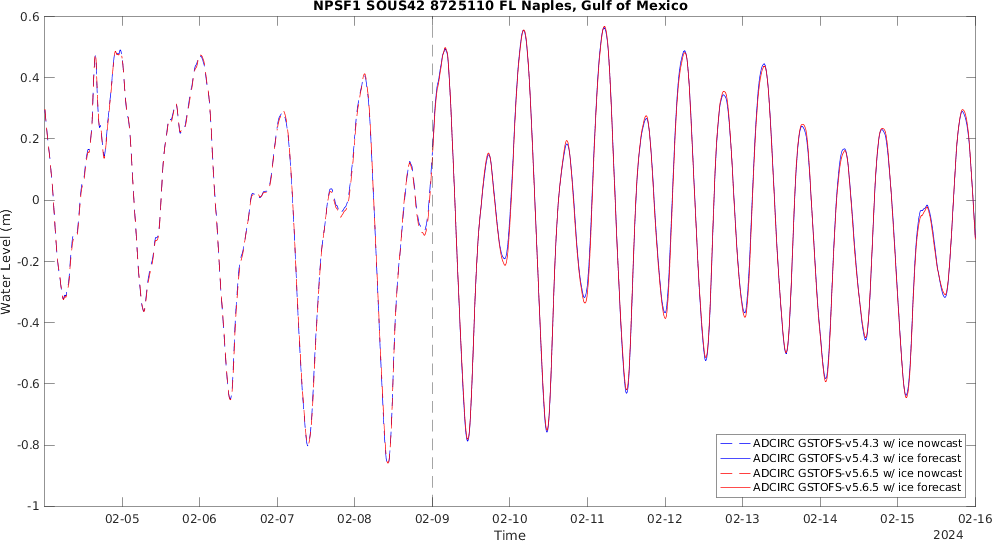 NPSF1 SOUS42 8725110 FL Naples, Gulf of Mexico
0.6
0.4
0.2
0
-0.2
-0.4
-0.6
-0.8
-1
Water Level (m)
02-05 02-06 02-07 02-08 02-09 02-10 02-11 02-12 02-13 02-14 02-15 02-16
Time
2024
ADCIRC GSTOFS-v5.4.3 w/ ice nowcast
ADCIRC GSTOFS-v5.4.3 w/ ice forecast
ADCIRC GSTOFS-v5.6.5 w/ ice nowcast
ADCIRC GSTOFS-v5.6.5 w/ ice forecast